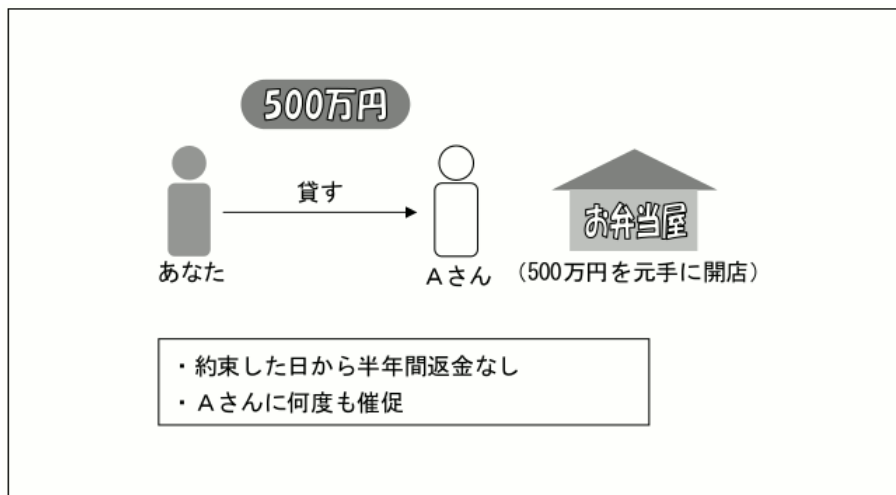 500万円
貸す
お弁当屋
あなた
Aさん
(500万円を元手に開店)
・約束した日から半年間返金なし
・Aさんに何度も催促